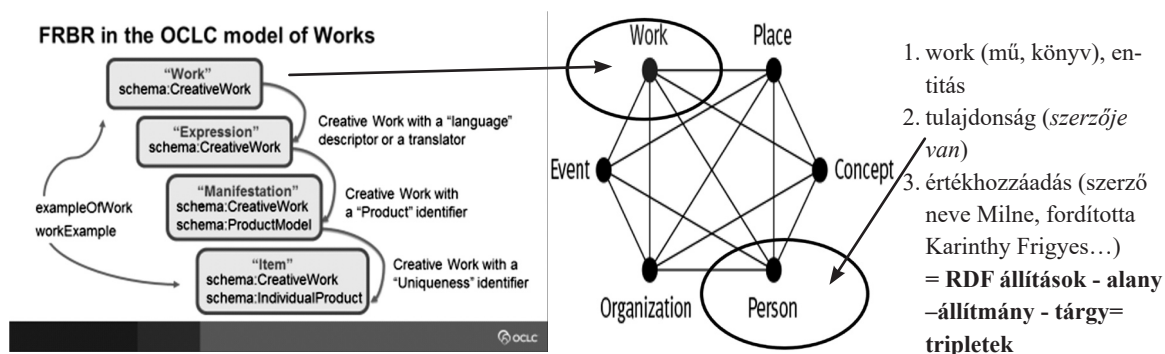 FRBR in the OCLC model of Works
“Work”
schema:CreativeWork
“Expression”
schema:CreativeWork
“Manifestation”
schema:CreativeWork
schema:ProductModel
“Item”
schema:CreativeWork
schema:IndividualProduct
Creative Work with a “language”
descriptor or a translator
Creative Work with
a “Product” identifier
Creative Work with a
“Uniqueness” identifier
exampleOfWork
workExample
OCLC
Work
Place
Event
Concept
Organization
Person
1. work (mű, könyv), en-
titás
2. tulajdonság (szerzője
van)
3. értékhozzáadás (szerző
neve Milne, fordította
Karinthy Frigyes…)
= RDF állítások - alany
–állítmány - tárgy=
tripletek